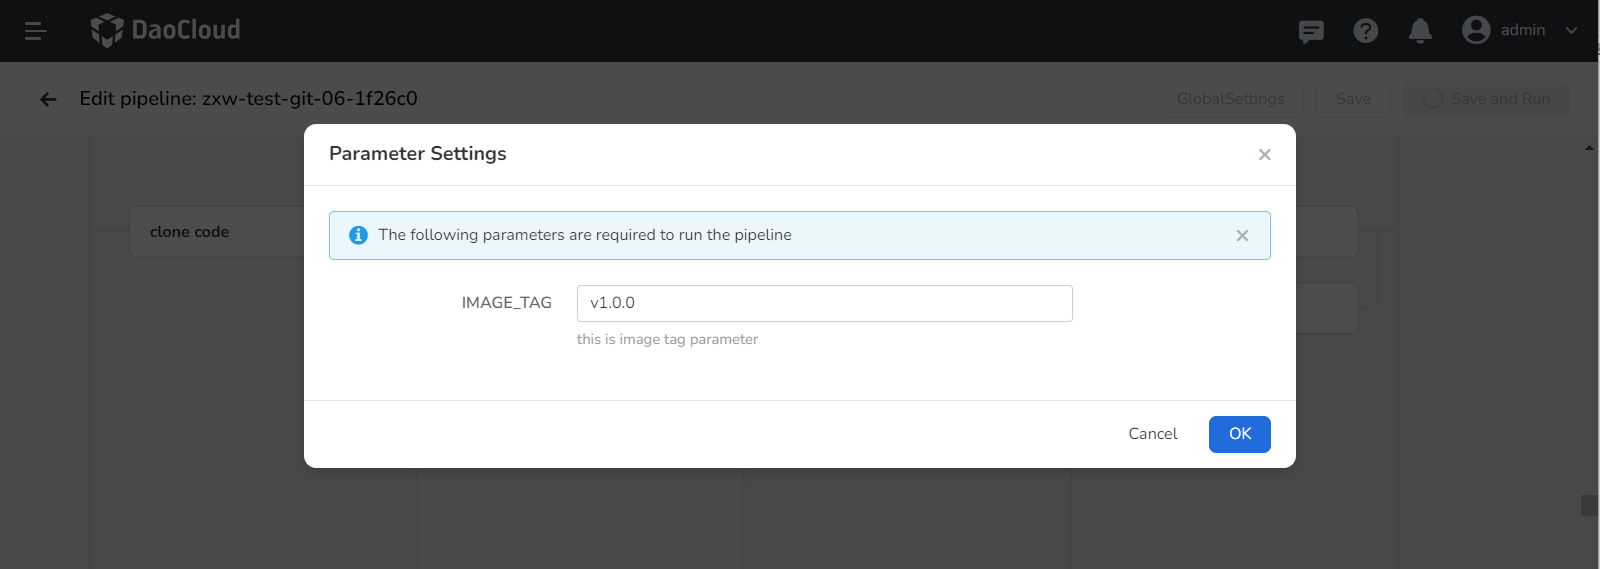 DaoCloud
admin
Edit pipeline: zxw-test-git-06-1f26c0
GlobalSettings
Save
Save and Run
Parameter Settings
clone code
The following parameters are required to run the pipeline
IMAGE_TAG
v1.0.0
this is image tag parameter
Cancel
OK